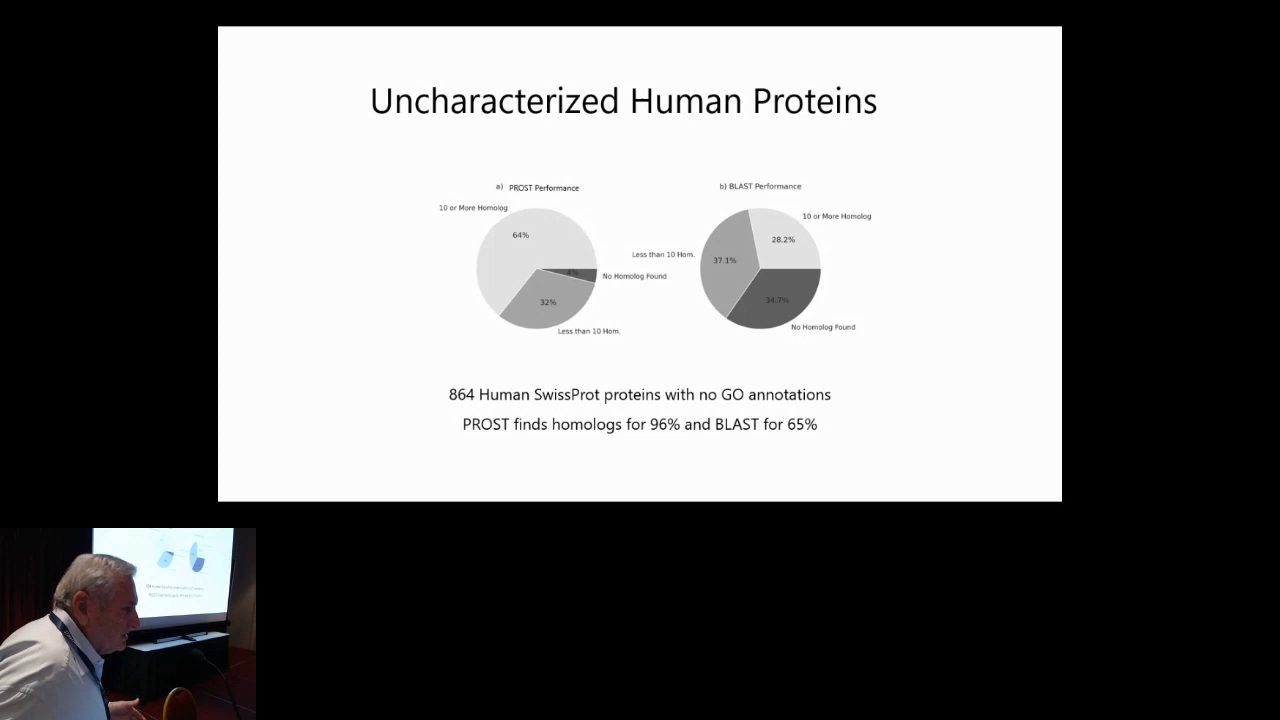 Uncharacterized Human Proteins
a) PROST Performance
10 or More Homolog
64%
4%
No Homolog Found
32%
Less than 10 Hom.
b) BLAST Performance
10 or More Homolog
28.2%
Less than 10 Hom.
37.1%
34.7%
No Homolog Found
864 Human SwissProt proteins with no GO annotations
PROST finds homologs for 96% and BLAST for 65%